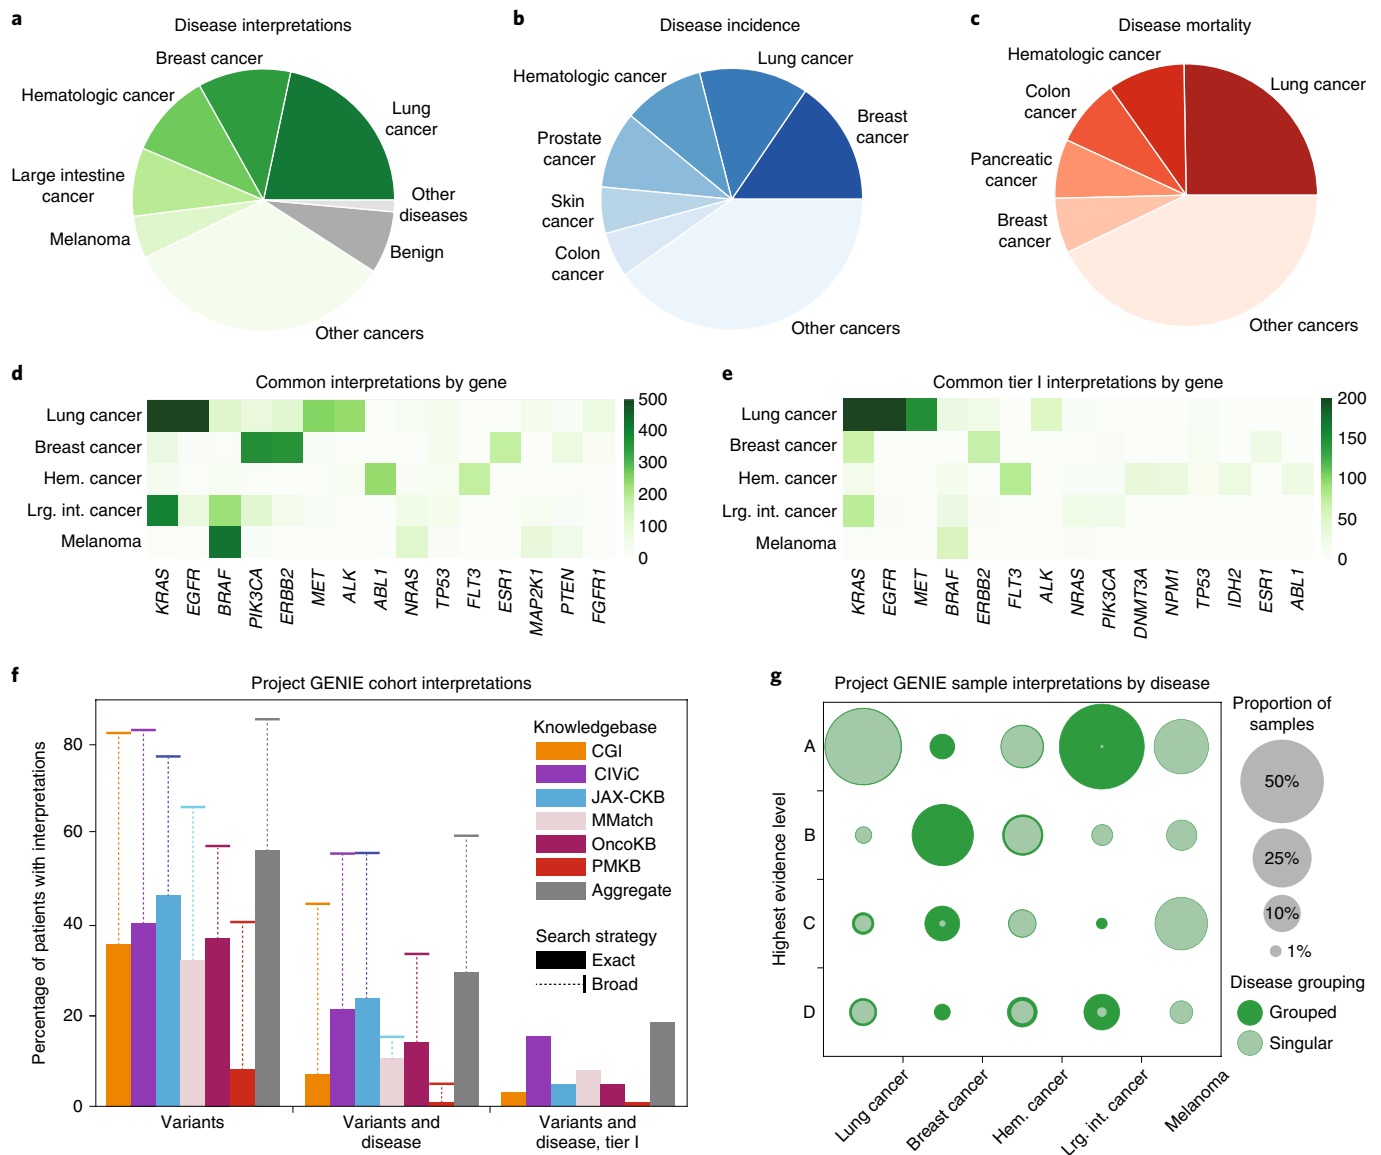 a
Disease interpretations
Breast cancer
Hematologic cancer
Lung
cancer
Large intestine
cancer
Other
diseases
Melanoma
Benign
Other cancers
b
Disease incidence
Lung cancer
Hematologic cancer
Breast
cancer
Prostate
cancer
Skin
cancer
Colon
cancer
Other cancers
c
Disease mortality
Hematologic cancer
Lung cancer
Colon
cancer
Pancreatic
cancer
Breast
cancer
Other cancers
d
Common interpretations by gene
Lung cancer
Breast cancer
Hem. cancer
Lrg. int. cancer
Melanoma
500
400
300
200
100
0
KRAS
EGFR
BRAF
PIK3CA
ERBB2
MET
ALK
ABL1
NRAS
TP53
FLT3
ESR1
MAP2K1
PTEN
FGFR1
e
Common tier I interpretations by gene
Lung cancer
Breast cancer
Hem. cancer
Lrg. int. cancer
Melanoma
200
150
100
50
0
KRAS
EGFR
MET
BRAF
ERBB2
FLT3
ALK
NRAS
PIK3CA
DNMT3A
NPM1
TP53
IDH2
ESR1
ABL1
f
Project GENIE cohort interpretations
Percentage of patients with interpretations
80
60
40
20
0
Knowledgebase
CGI
CIViC
JAX-CKB
MMatch
OncoKB
PMKB
Aggregate
Search strategy
Exact
Broad
Variants
Variants and
disease
Variants and
disease, tier I
g
Project GENIE sample interpretations by disease
Highest evidence level
A
B
C
D
Lung cancer
Breast cancer
Hem. cancer
Lrg. int. cancer
Melanoma
Proportion of
samples
50%
25%
10%
1%
Disease grouping
Grouped
Singular